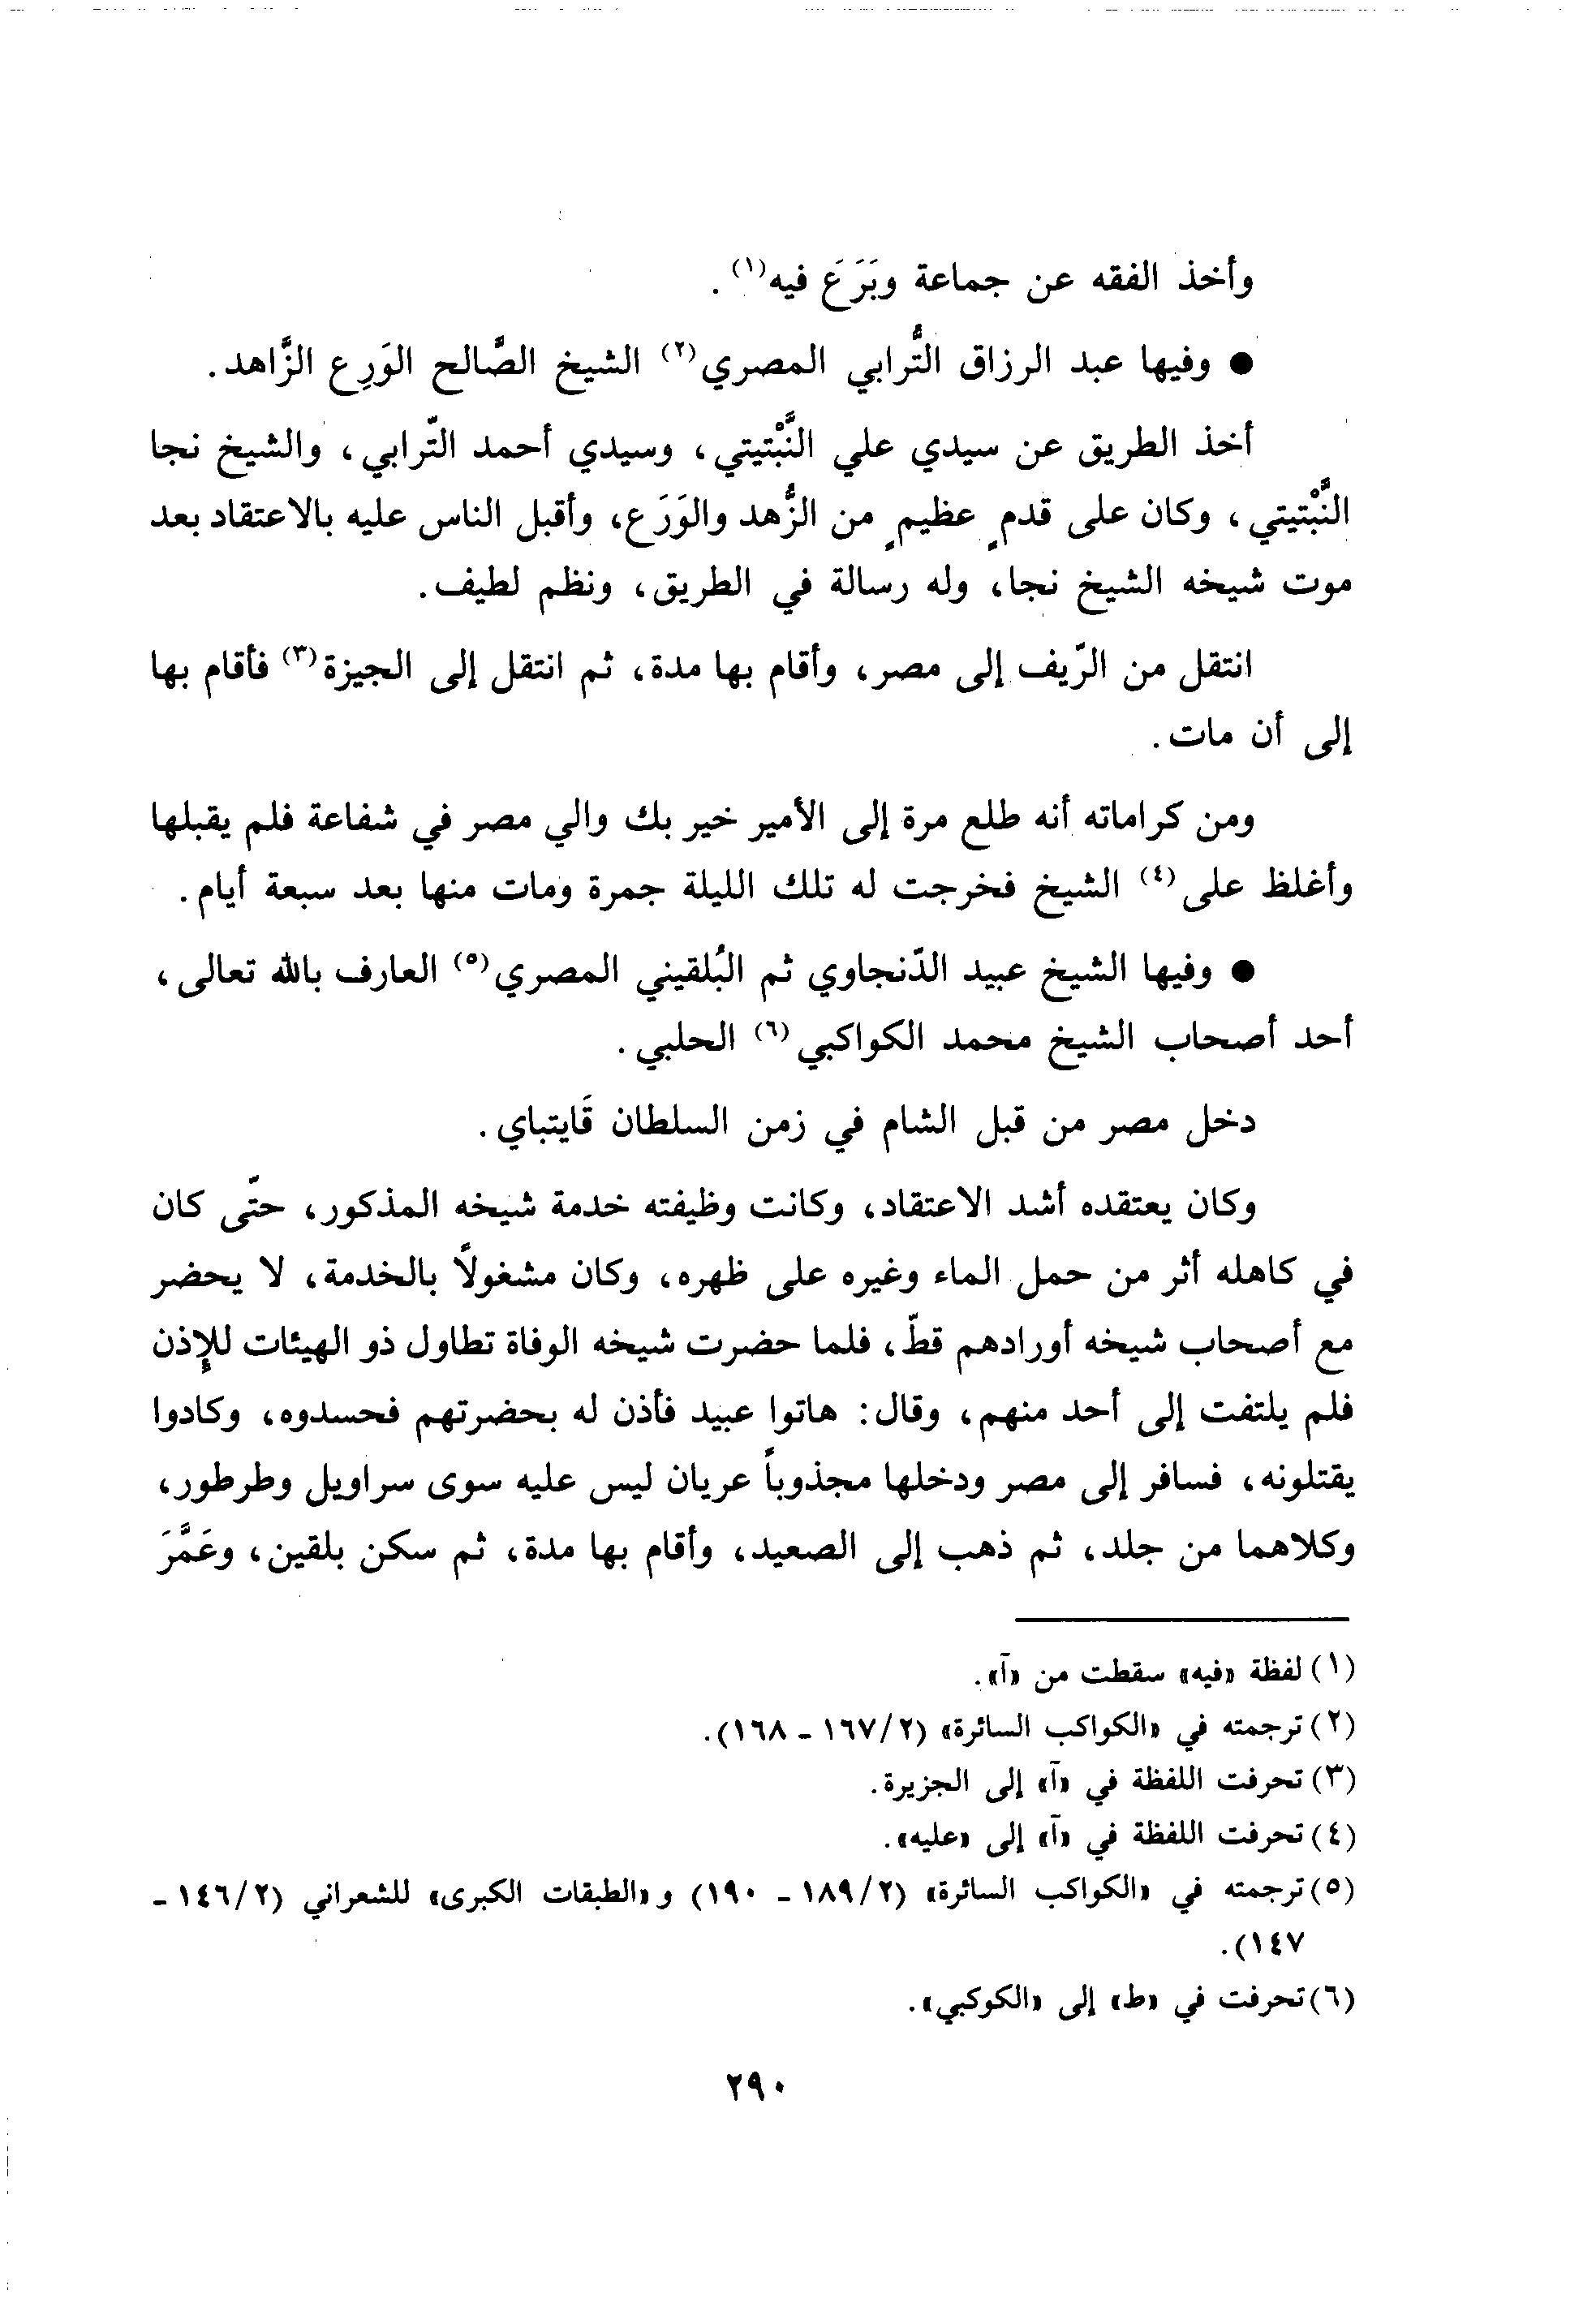 وأخذ الفقه عن جماعة وبَرَعَ فيه(١).
● وفيها عبد الرزاق التُّرابي المصري(٢) الشيخ الصَّالح الوَرِع الزَّاهد.
أخذ الطريق عن سيدي علي النَّبْتيتي، وسيدي أحمد التّرابي، والشيخ نجا
النَّبْتيتي، وكان على قدمٍ عظيمٍ من الزُّهد والوَرَع، وأقبل الناس عليه بالاعتقاد بعد
موت شيخه الشيخ نجا، وله رسالة في الطريق، ونظم لطيف.
انتقل من الرّيف إلى مصر، وأقام بها مدة، ثم انتقل إلى الجيزة(٣) فأقام بها
إلى أن مات.
ومن كراماته أنه طلع مرة إلى الأمير خير بك والي مصر في شفاعة فلم يقبلها
وأغلظ على(٤) الشيخ فخرجت له تلك الليلة جمرة ومات منها بعد سبعة أيام.
● وفيها الشيخ عبيد الدّنجاوي ثم البُلقيني المصري(٥) العارف بالله تعالى،
أحد أصحاب الشيخ محمد الكواكبي(٦) الحلبي.
دخل مصر من قبل الشام في زمن السلطان قَايتباي.
وكان يعتقده أشد الاعتقاد، وكانت وظيفته خدمة شيخه المذكور، حتّى كان
في كاهله أثر من حمل الماء وغيره على ظهره، وكان مشغولاً بالخدمة، لا يحضر
مع أصحاب شيخه أورادهم قطّ، فلما حضرت شيخه الوفاة تطاول ذو الهيئات للإذن
فلم يلتفت إلى أحد منهم، وقال: هاتوا عبيد فأذن له بحضرتهم فحسدوه، وكادوا
يقتلونه، فسافر إلى مصر ودخلها مجذوباً عريان ليس عليه سوى سراويل وطرطور،
وكلاهما من جلد، ثم ذهب إلى الصعيد، وأقام بها مدة، ثم سكن بلقين، وعَمَّرَ
(١) لفظة «فيه» سقطت من «آ».
(٢) ترجمته في «الكواكب السائرة» (٢/١٦٧ - ١٦٨).
(٣) تحرفت اللفظة في «آ» إلى الجزيرة.
(٤) تحرفت اللفظة في «آ» إلى «عليه».
(٥) ترجمته في «الكواكب السائرة» (٢/١٨٩ - ١٩٠) و«الطبقات الكبرى» للشعراني (٢/١٤٦ -
١٤٧).
(٦) تحرفت في «ط» إلى «الكوكبي».
٢٩٠